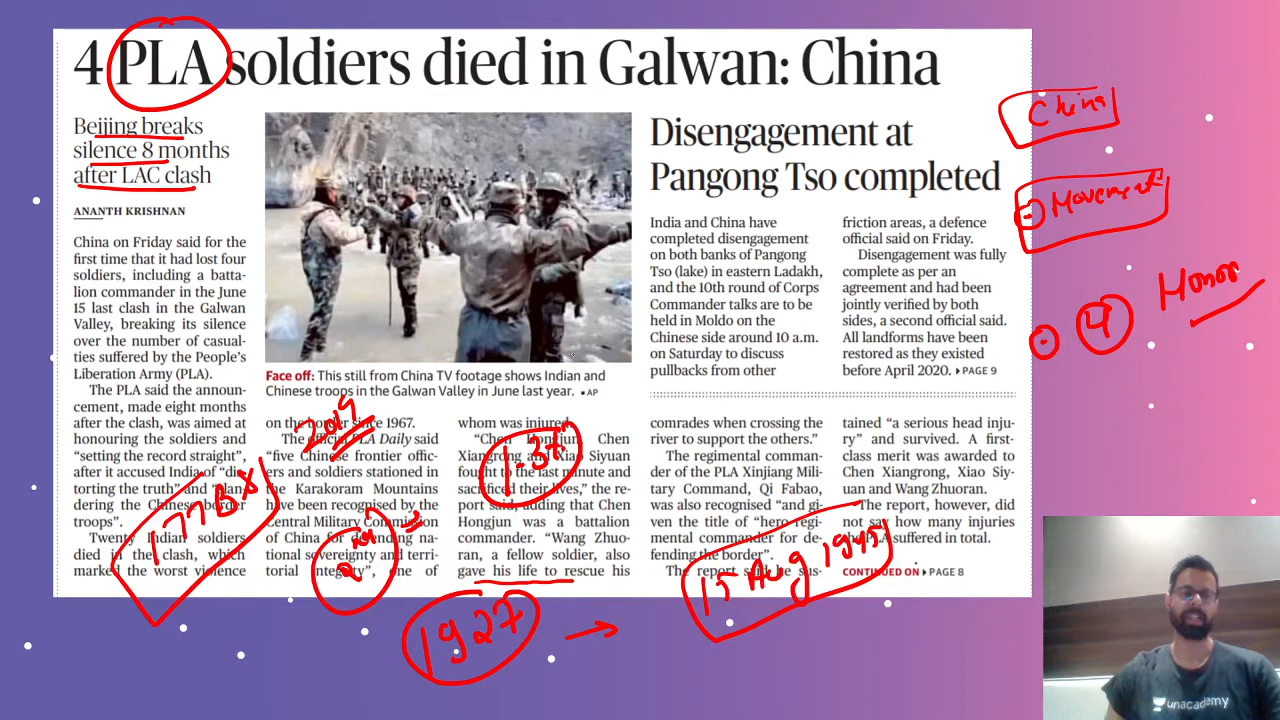 4 PLA soldiers died in Galwan: China
Beijing breaks
silence 8 months
after LAC clash
ANANTH KRISHNAN
China on Friday said for the
first time that it had lost four
soldiers, including a batta-
lion commander in the June
15 last clash in the Galwan
Valley, breaking its silence
over the number of casual-
ties suffered by the People's
Liberation Army (PLA).
The PLA said the announ-
cement, made eight months
after the clash, was aimed at
honouring the soldiers and
"setting the record straight",
after it accused India of "dis-
torting the truth" and "slan-
dering the Chinese border
troops".
Twenty Indian soldiers
died in the clash, which
marked the worst violence
Face off: This still from China TV footage shows Indian and
Chinese troops in the Galwan Valley in June last year. ▪ AP
on the border since 1967.
The official PLA Daily said
"five Chinese frontier offic-
ers and soldiers stationed in
the Karakoram Mountains
have been recognised by the
Central Military Commission
of China for defending na-
tional sovereignty and terri-
torial integrity", one of
whom was injured.
"Chen Hongjun, Chen
Xiangrong and Xiao Siyuan
fought to the last minute and
sacrificed their lives," the re-
port said, adding that Chen
Hongjun was a battalion
commander. "Wang Zhuo-
ran, a fellow soldier, also
gave his life to rescue his
Disengagement at
Pangong Tso completed
India and China have
completed disengagement
on both banks of Pangong
Tso (lake) in eastern Ladakh,
and the 10th round of Corps
Commander talks are to be
held in Moldo on the
Chinese side around 10 a.m.
on Saturday to discuss
pullbacks from other
friction areas, a defence
official said on Friday.
Disengagement was fully
complete as per an
agreement and had been
jointly verified by both
sides, a second official said.
All landforms have been
restored as they existed
before April 2020. ▸ PAGE 9
comrades when crossing the
river to support the others."
The regimental comman-
der of the PLA Xinjiang Mili-
tary Command, Qi Fabao,
was also recognised "and gi-
ven the title of "hero regi-
mental commander for de-
fending the border".
The report said he sus-
tained "a serious head inju-
ry" and survived. A first-
class merit was awarded to
Chen Xiangrong, Xiao Siy-
uan and Wang Zhuoran.
The report, however, did
not say how many injuries
the PLA suffered in total.
CONTINUED ON ▸ PAGE 8
China
Movement
4 Honor
2019
1.37
177B $
1927 →
15 Aug 1945
unacademy